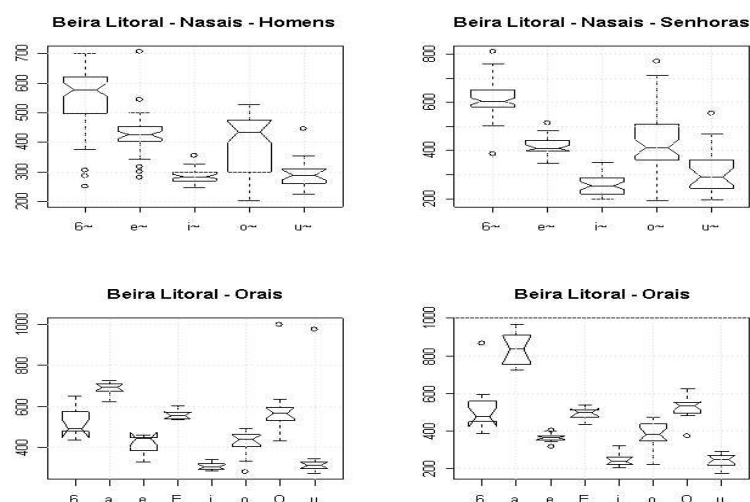 Beira Litoral - Nasais - Homens
700
600
500
400
300
200
6~ e~ i~ o~ u~
Beira Litoral - Nasais - Senhoras
800
600
400
200
6~ e~ i~ o~ u~
Beira Litoral - Orais
1000
800
600
400
6 a e E i o O u
Beira Litoral - Orais
1000
800
600
400
200
6 a e E i o O u